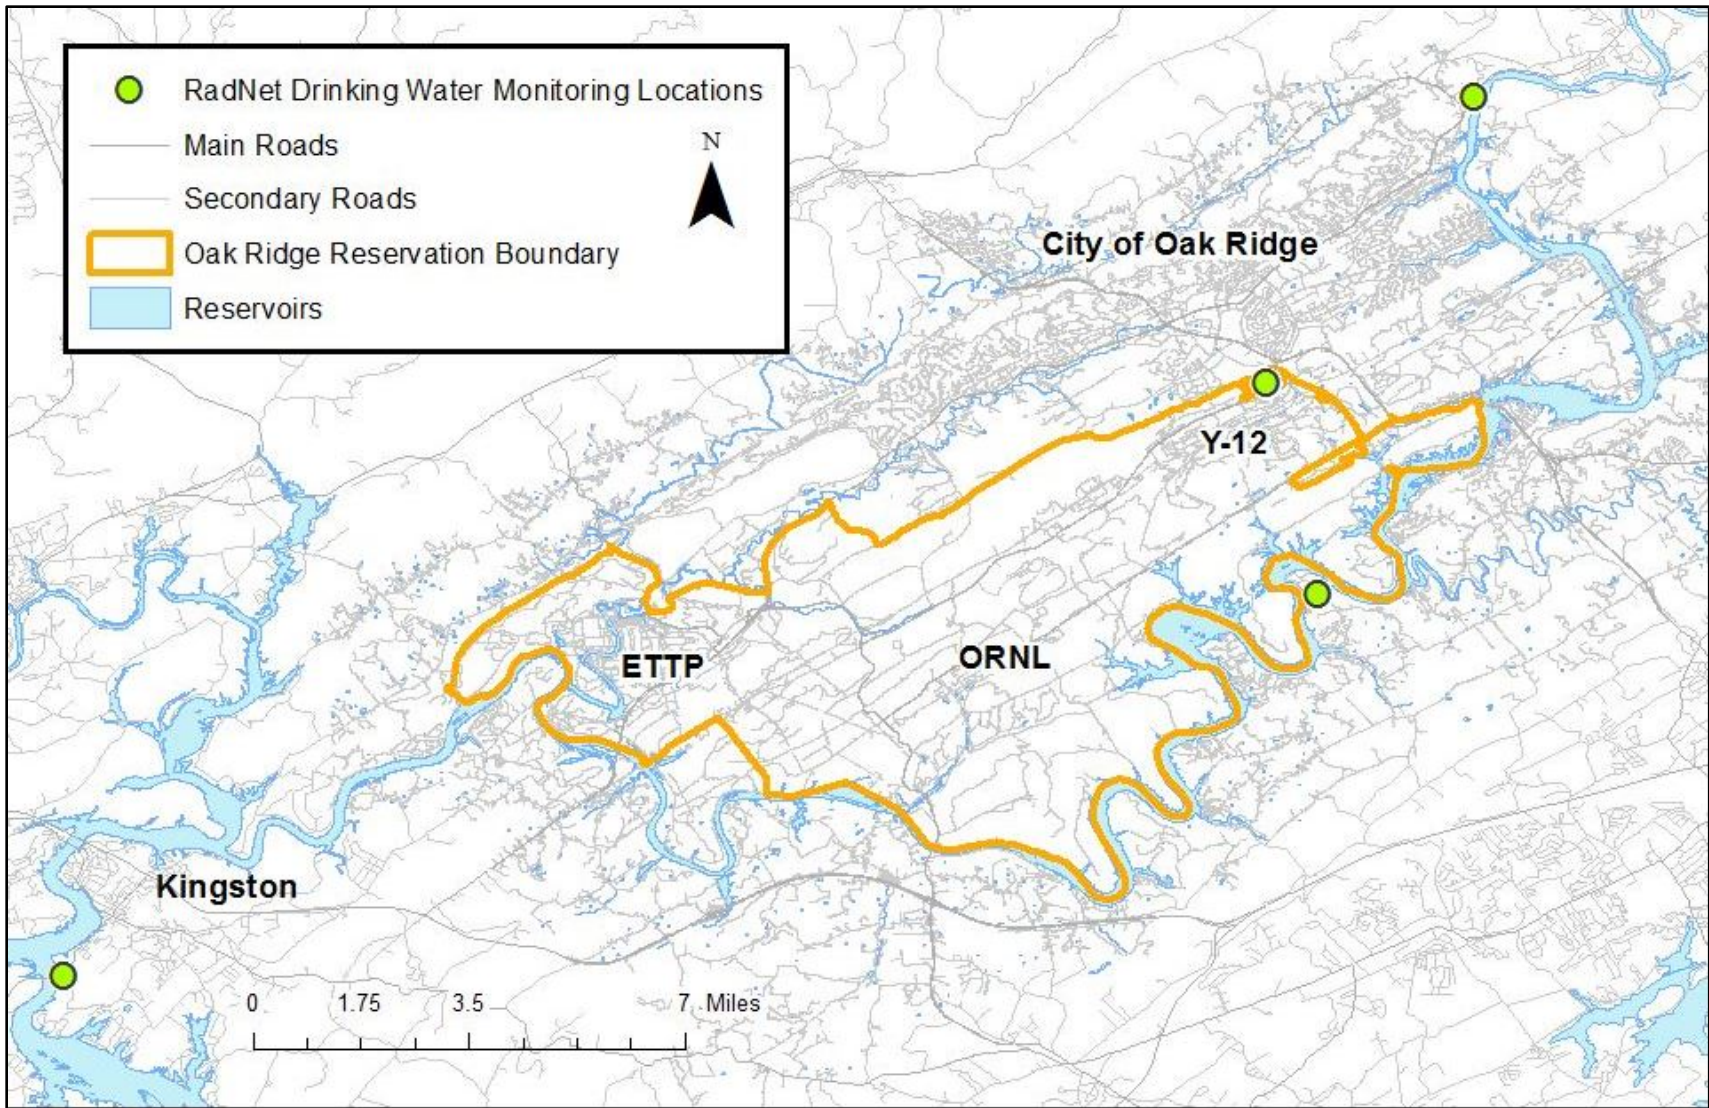 RadNet Drinking Water Monitoring Locations
Main Roads
N
Secondary Roads
Oak Ridge Reservation Boundary
Reservoirs
City of Oak Ridge
Y-12
ORNL
ETTP
Kingston
0 1.75 3.5 7 Miles